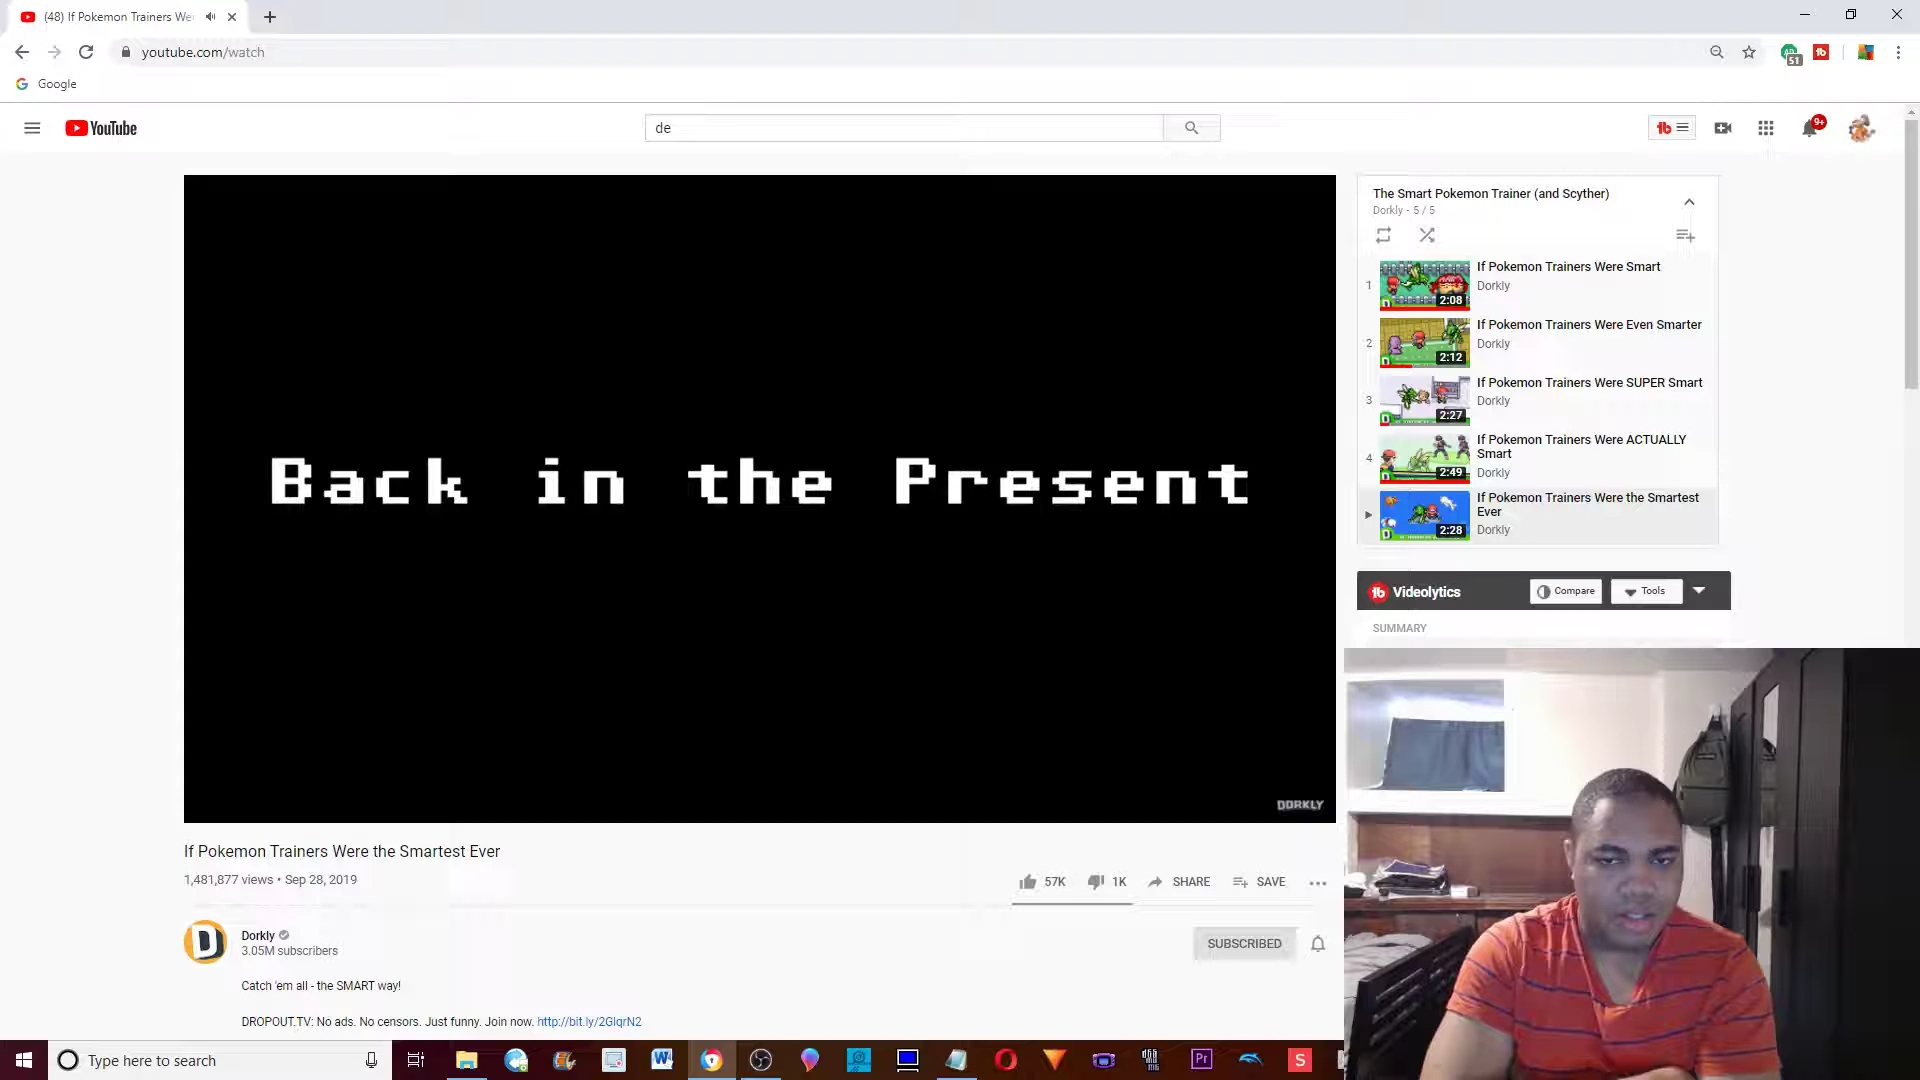 (48) If Pokemon Trainers We
youtube.com/watch
51
Google
YouTube
de
9+
Back in the Present
DORKLY
The Smart Pokemon Trainer (and Scyther)
Dorkly - 5 / 5
1
2:08
If Pokemon Trainers Were Smart
Dorkly
2
2:12
If Pokemon Trainers Were Even Smarter
Dorkly
3
2:27
If Pokemon Trainers Were SUPER Smart
Dorkly
4
2:49
If Pokemon Trainers Were ACTUALLY
Smart
Dorkly
2:28
If Pokemon Trainers Were the Smartest
Ever
Dorkly
Videolytics
Compare
Tools
SUMMARY
If Pokemon Trainers Were the Smartest Ever
1,481,877 views • Sep 28, 2019
57K
1K
SHARE
SAVE
Dorkly
3.05M subscribers
SUBSCRIBED
Catch 'em all - the SMART way!
DROPOUT.TV: No ads. No censors. Just funny. Join now. http://bit.ly/2GlqrN2
Type here to search
Pr
S